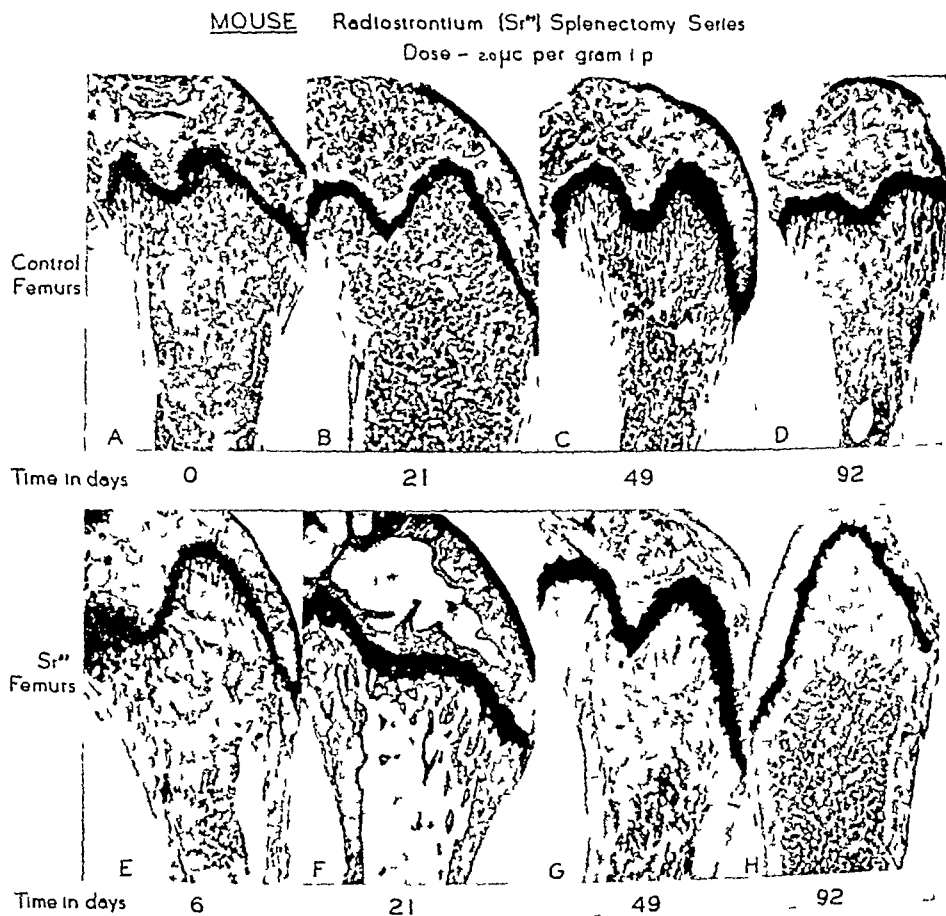 MOUSE Radiostrontium (Sr⁸⁹) Splenectomy Series
Dose – 2.0μc per gram i p
Control
Femurs
A B C D
Time in days 0 21 49 92
Sr⁸⁹
Femurs
E F G H
Time in days 6 21 49 92